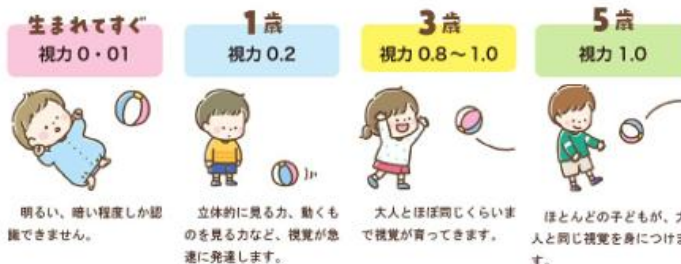 生まれてすぐ
視力 0・01
明るい、暗い程度しか認
識できません。
1歳
視力 0.2
立体的に見る力、動くも
のを見る力など、視覚が急
速に発達します。
3歳
視力 0.8〜1.0
大人とほぼ同じくらいま
で視覚が育ってきます。
5歳
視力 1.0
ほとんどの子どもが、大
人と同じ視覚を身につけま
す。